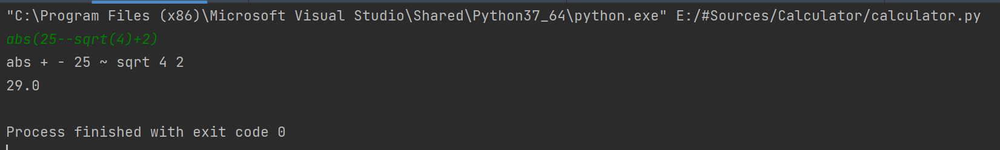 "C:\Program Files (x86)\Microsoft Visual Studio\Shared\Python37_64\python.exe" E:/#Sources/Calculator/calculator.py
abs(25--sqrt(4)+2)
abs + - 25 ~ sqrt 4 2
29.0
Process finished with exit code 0